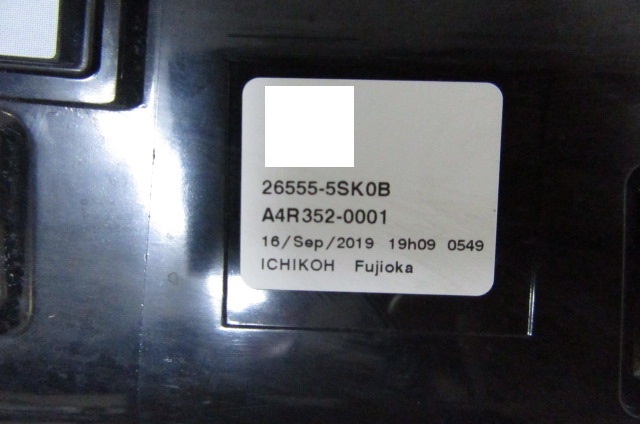 26555-5SK0B
A4R352-0001
16/Sep/2019 19h09 0549
ICHIKOH Fujioka